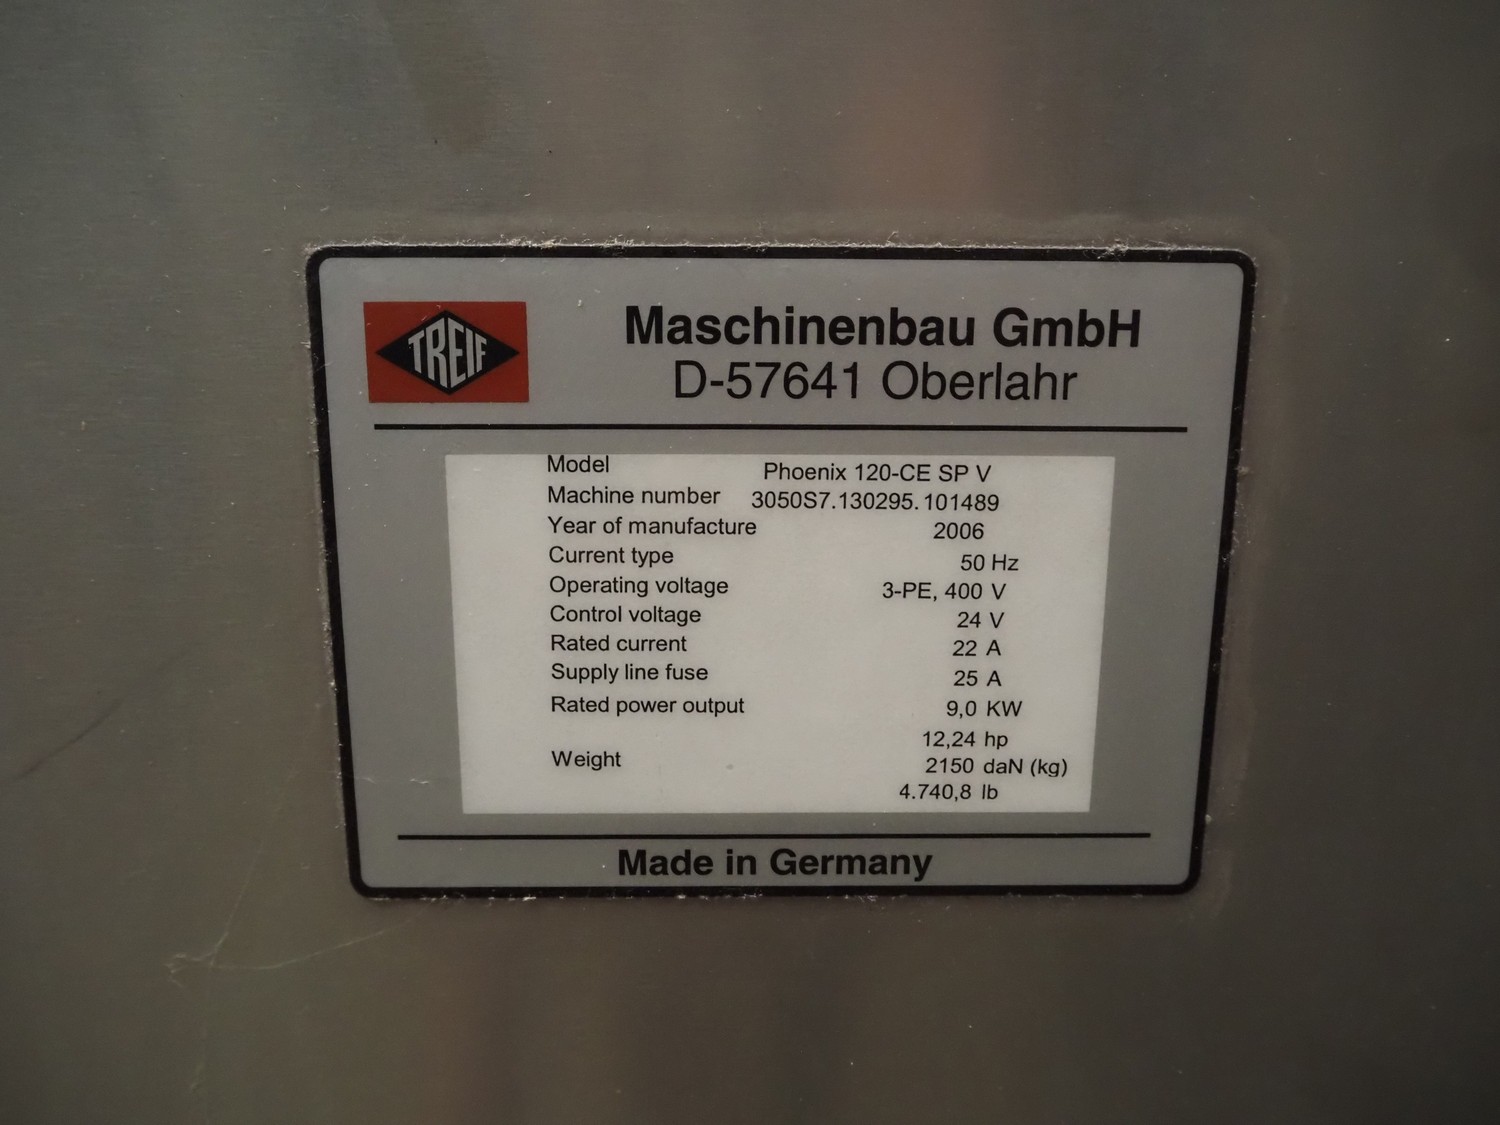 TREIF
Maschinenbau GmbH
D-57641 Oberlahr
Model Phoenix 120-CE SP V
Machine number 3050S7.130295.101489
Year of manufacture 2006
Current type 50 Hz
Operating voltage 3-PE, 400 V
Control voltage 24 V
Rated current 22 A
Supply line fuse 25 A
Rated power output 9,0 KW
12,24 hp
Weight 2150 daN (kg)
4.740,8 lb
Made in Germany